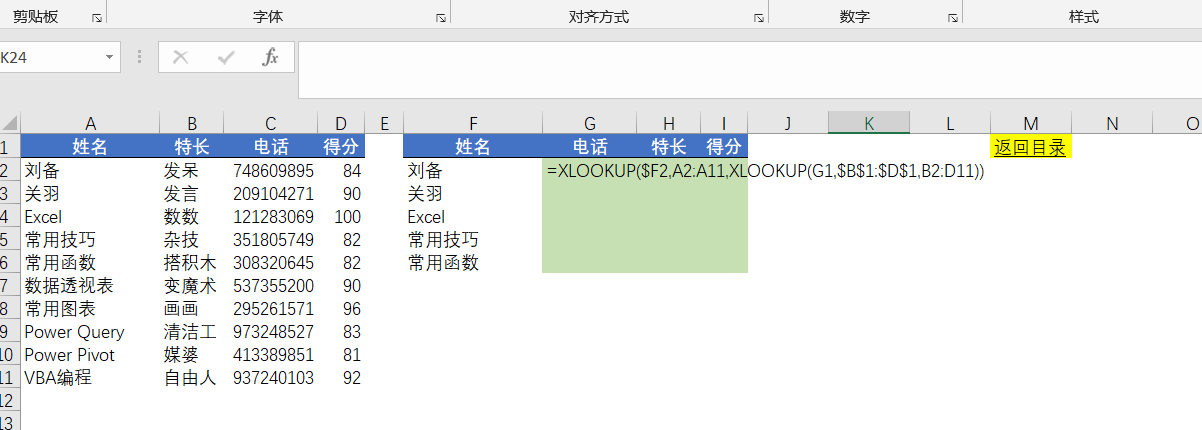 剪贴板 字体 对齐方式 数字 样式
K24 fx
A B C D E F G H I J K L M N O
1 姓名 特长 电话 得分 姓名 电话 特长 得分 返回目录
2 刘备 发呆 748609895 84 刘备 =XLOOKUP($F2,A2:A11,XLOOKUP(G1,$B$1:$D$1,B2:D11))
3 关羽 发言 209104271 90 关羽
4 Excel 数数 121283069 100 Excel
5 常用技巧 杂技 351805749 82 常用技巧
6 常用函数 搭积木 308320645 82 常用函数
7 数据透视表 变魔术 537355200 90
8 常用图表 画画 295261571 96
9 Power Query 清洁工 973248527 83
10 Power Pivot 媒婆 413389851 81
11 VBA编程 自由人 937240103 92
12
13